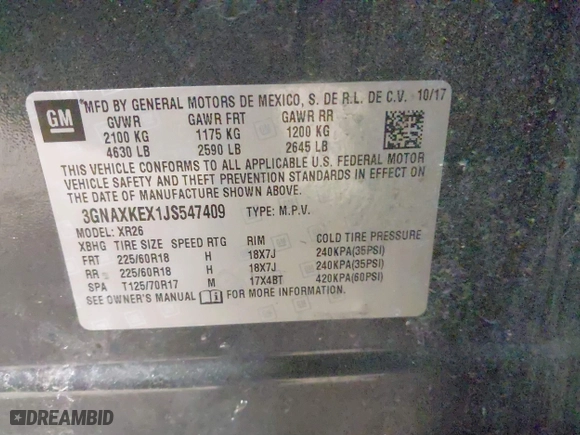 GM
MFD BY GENERAL MOTORS DE MEXICO, S. DE R.L. DE C.V. 10/17
GVWR GAWR FRT GAWR RR
2100 KG 1175 KG 1200 KG
4630 LB 2590 LB 2645 LB
THIS VEHICLE CONFORMS TO ALL APPLICABLE U.S. FEDERAL MOTOR
VEHICLE SAFETY AND THEFT PREVENTION STANDARDS IN EFFECT ON
THE DATE OF MANUFACTURE SHOWN ABOVE.
3GNAXKEX1JS547409 TYPE: M.P.V.
MODEL: XR26
XBHG TIRE SIZE SPEED RTG RIM COLD TIRE PRESSURE
FRT 225/60R18 H 18X7J 240KPA(35PSI)
RR 225/60R18 H 18X7J 240KPA(35PSI)
SPA T125/70R17 M 17X4BT 420KPA(60PSI)
SEE OWNER'S MANUAL FOR MORE INFORMATION.
DREAMBID